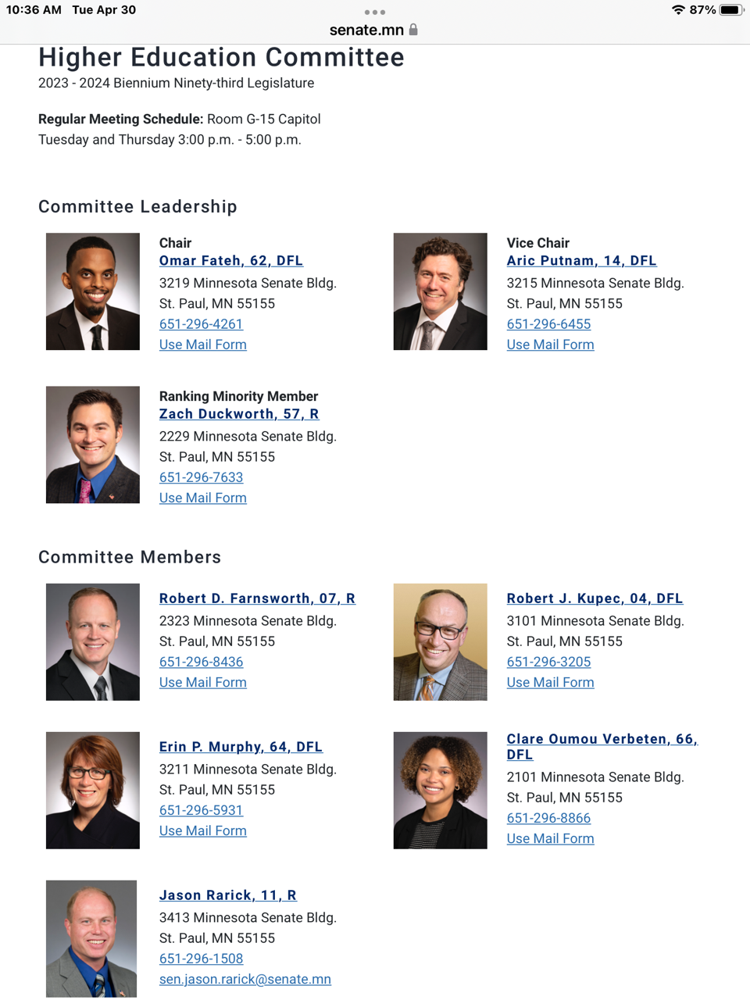 10:36 AM Tue Apr 30
87%
senate.mn
Higher Education Committee
2023 - 2024 Biennium Ninety-third Legislature
Regular Meeting Schedule: Room G-15 Capitol
Tuesday and Thursday 3:00 p.m. - 5:00 p.m.
Committee Leadership
Chair
Omar Fateh, 62, DFL
3219 Minnesota Senate Bldg.
St. Paul, MN 55155
651-296-4261
Use Mail Form
Vice Chair
Aric Putnam, 14, DFL
3215 Minnesota Senate Bldg.
St. Paul, MN 55155
651-296-6455
Use Mail Form
Ranking Minority Member
Zach Duckworth, 57, R
2229 Minnesota Senate Bldg.
St. Paul, MN 55155
651-296-7633
Use Mail Form
Committee Members
Robert D. Farnsworth, 07, R
2323 Minnesota Senate Bldg.
St. Paul, MN 55155
651-296-8436
Use Mail Form
Robert J. Kupec, 04, DFL
3101 Minnesota Senate Bldg.
St. Paul, MN 55155
651-296-3205
Use Mail Form
Erin P. Murphy, 64, DFL
3211 Minnesota Senate Bldg.
St. Paul, MN 55155
651-296-5931
Use Mail Form
Clare Oumou Verbeten, 66,
DFL
2101 Minnesota Senate Bldg.
St. Paul, MN 55155
651-296-8866
Use Mail Form
Jason Rarick, 11, R
3413 Minnesota Senate Bldg.
St. Paul, MN 55155
651-296-1508
sen.jason.rarick@senate.mn